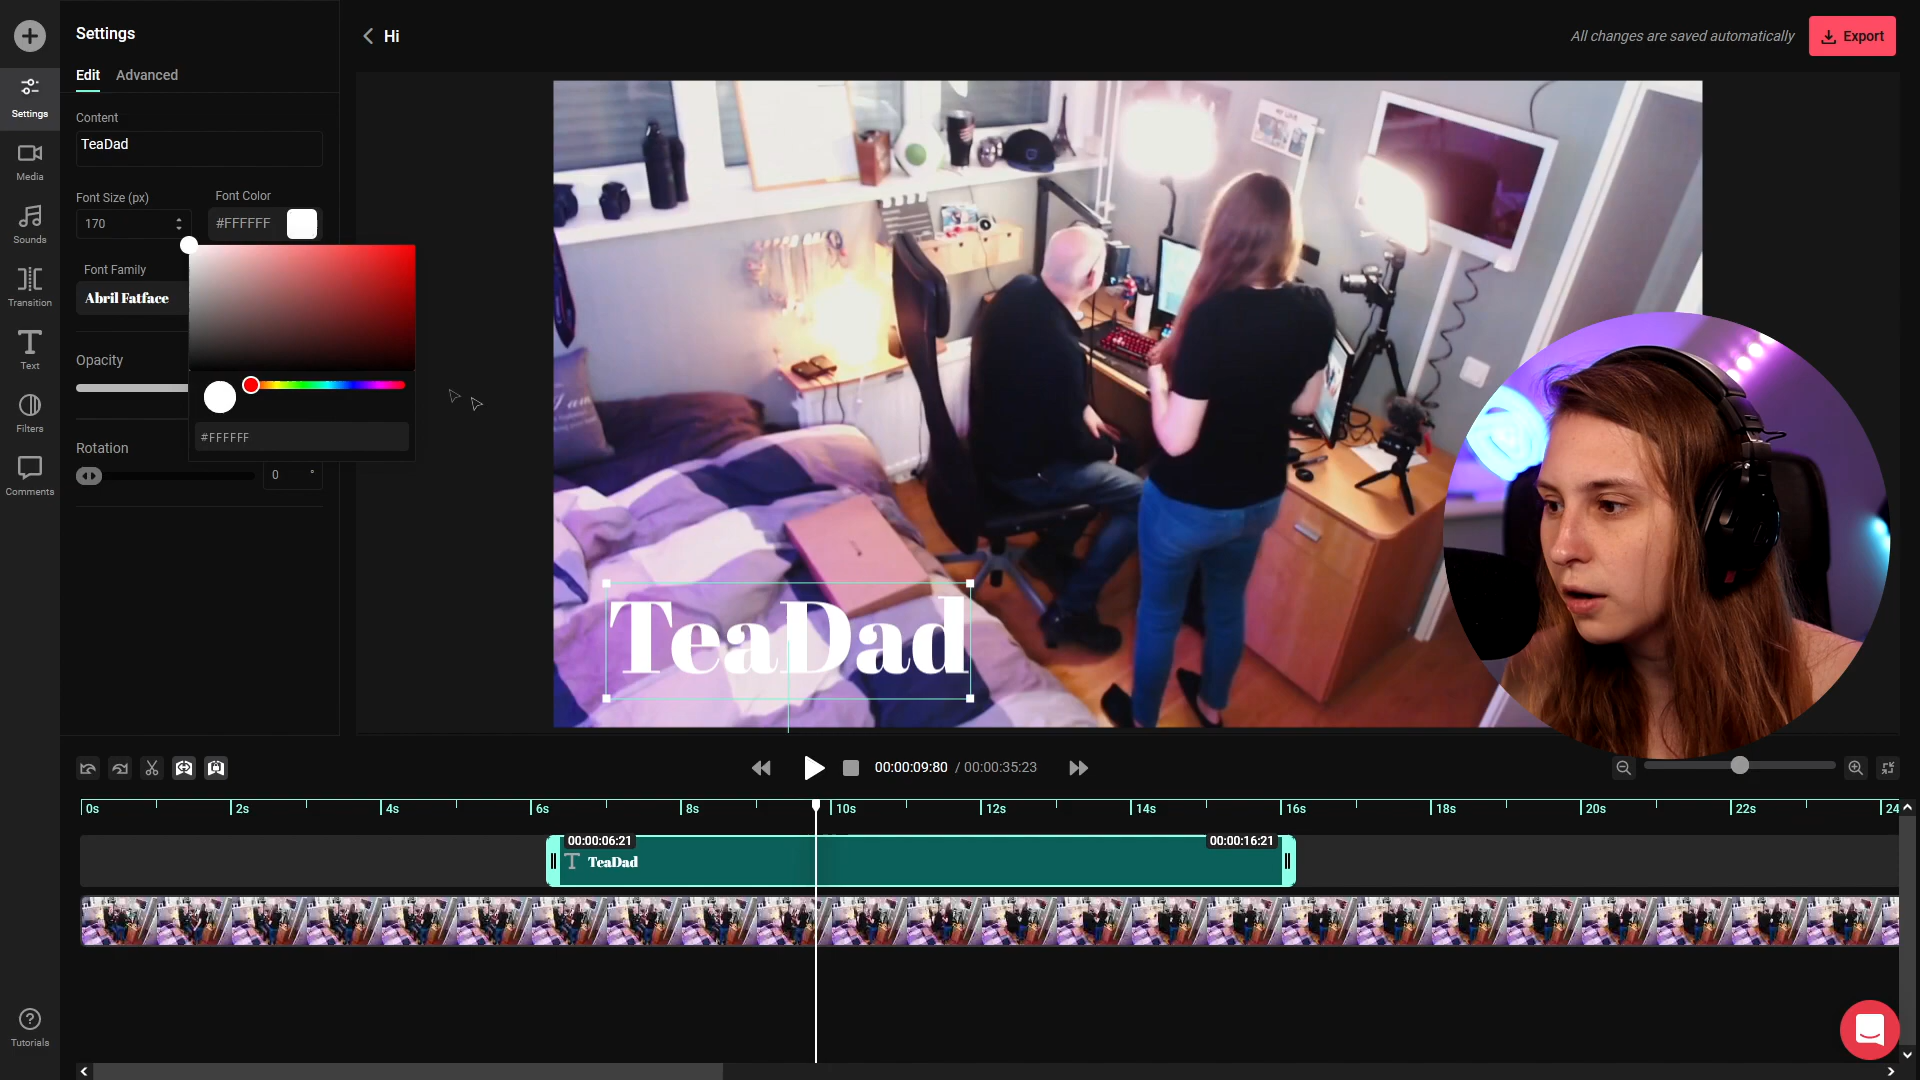 Settings
Hi
All changes are saved automatically
Export
Edit
Advanced
Content
TeaDad
Font Size (px)
Font Color
170
#FFFFFF
Font Family
Abril Fatface
Opacity
#FFFFFF
Rotation
0 °
Settings
Media
Sounds
Transition
Text
Filters
Comments
Tutorials
MY LOVE
TeaDad
00:00:09:80 / 00:00:35:23
0s 2s 4s 6s 8s 10s 12s 14s 16s 18s 20s 22s 24
00:00:06:21
00:00:16:21
TeaDad